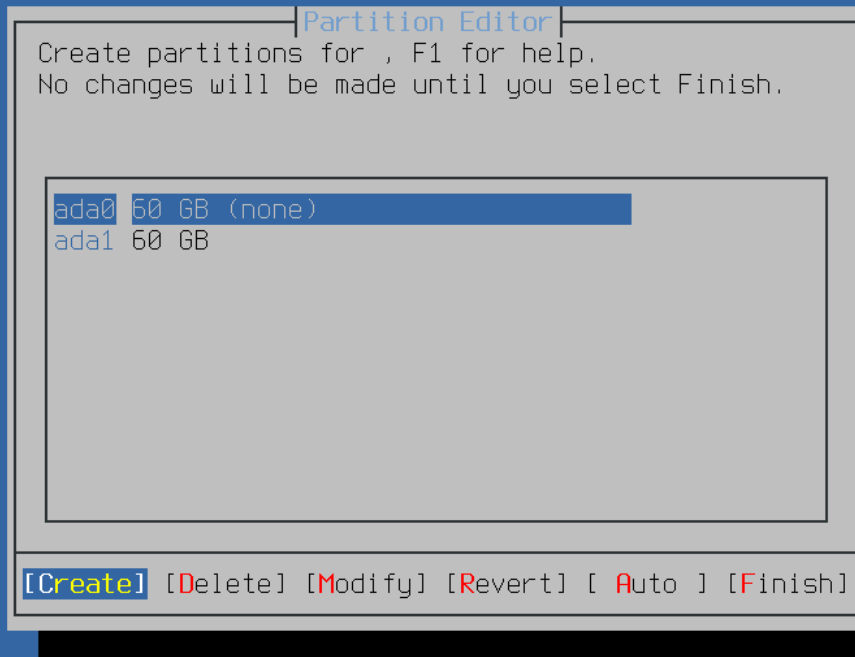 Partition Editor
Create partitions for , F1 for help.
No changes will be made until you select Finish.
ada0 60 GB (none)
ada1 60 GB
[Create] [Delete] [Modify] [Revert] [ Auto ] [Finish]